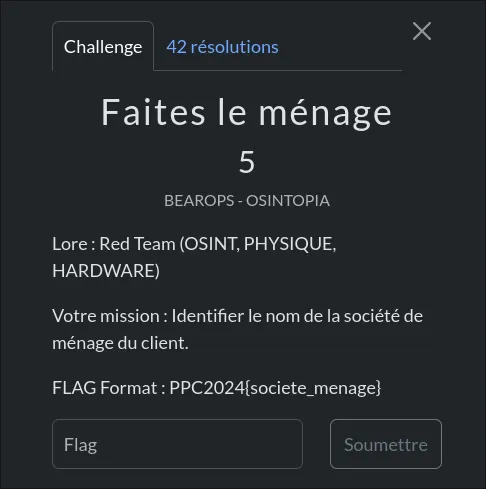 Challenge
42 résolutions
Faites le ménage
5
BEAROPS - OSINTOPIA
Lore : Red Team (OSINT, PHYSIQUE,
HARDWARE)
Votre mission : Identifier le nom de la société de
ménage du client.
FLAG Format : PPC2024{societe_menage}
Flag
Soumettre